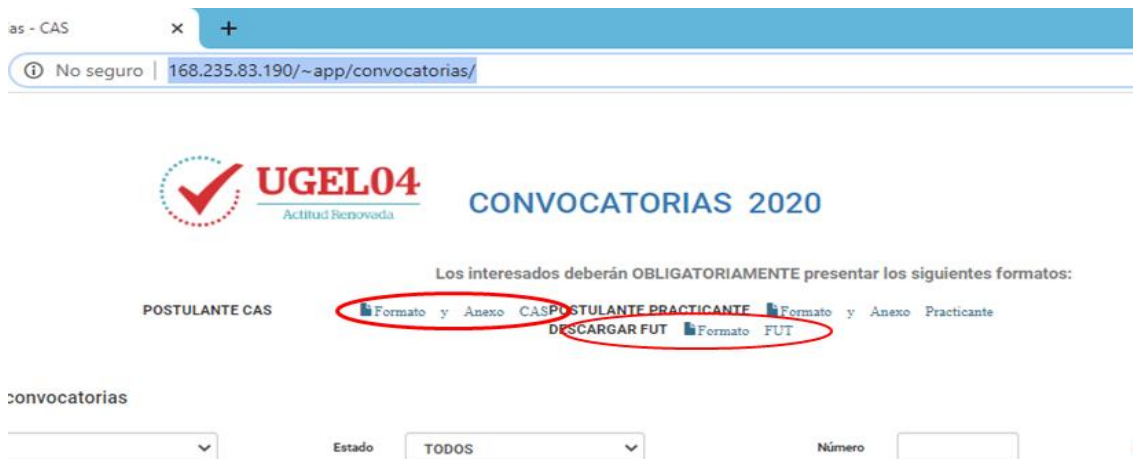 as - CAS
No seguro | 168.235.83.190/~app/convocatorias/
UGEL04
Actitud Renovada
CONVOCATORIAS 2020
Los interesados deberán OBLIGATORIAMENTE presentar los siguientes formatos:
POSTULANTE CAS Formato y Anexo CAS POSTULANTE PRACTICANTE Formato y Anexo Practicante
DESCARGAR FUT Formato FUT
convocatorias
Estado TODOS Número